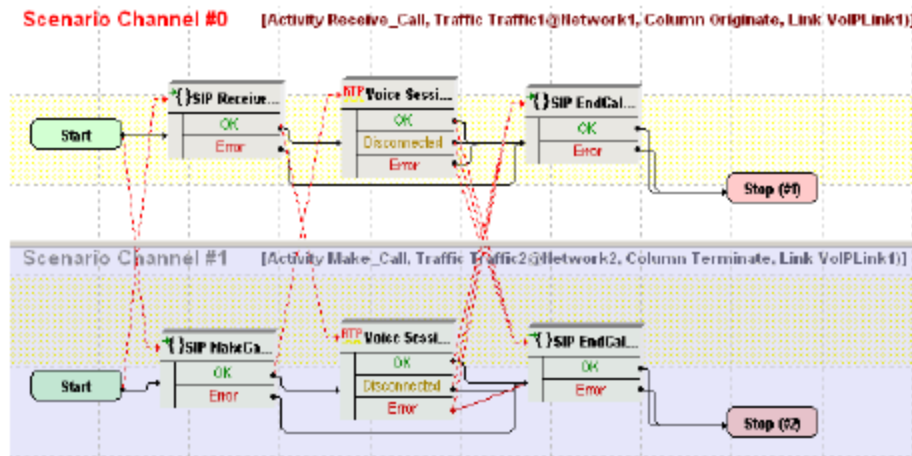 Scenario Channel #0 [Activity Receive_Call, Traffic Traffic1@Network1, Column Originate, Link VoIPLink1)]
{}SIP Receive... RTP Voice Sessi... {}SIP EndCal...
Start OK OK OK
Error Disconnected Error
Error
Stop (#1)
Scenario Channel #1 [Activity Make_Call, Traffic Traffic2@Network2, Column Terminate, Link VoIPLink1)]
{}SIP MakeCa... RTP Voice Sessi... {}SIP EndCal...
Start OK OK OK
Error Disconnected Error
Error
Stop (#2)